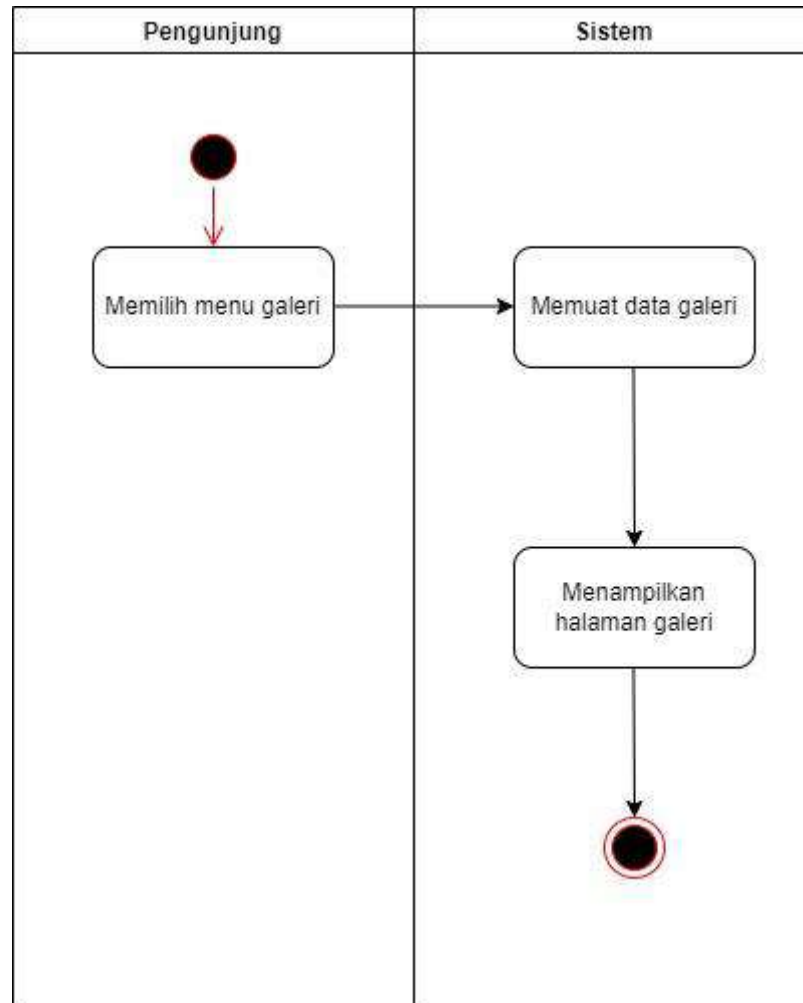 Pengunjung
Sistem
Memilih menu galeri
Memuat data galeri
Menampilkan
halaman galeri